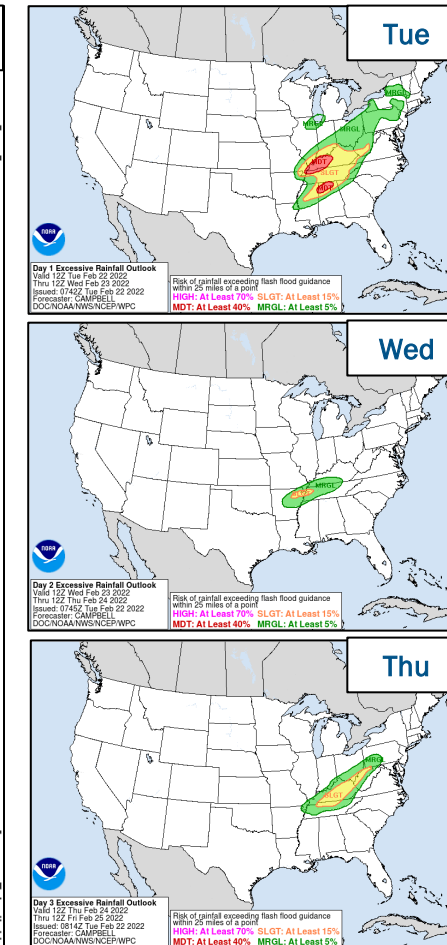 Tue
MRGL
MRGL
MRGL
MDT
SLGT
MDT
NOAA
Day 1 Excessive Rainfall Outlook
Valid 12Z Tue Feb 22 2022
Thru 12Z Wed Feb 23 2022
Issued: 0742Z Tue Feb 22 2022
Forecaster: CAMPBELL
DOC/NOAA/NWS/NCEP/WPC
Risk of rainfall exceeding flash flood guidance
within 25 miles of a point
HIGH: At Least 70% SLGT: At Least 15%
MDT: At Least 40% MRGL: At Least 5%
Wed
MRGL
SLGT
NOAA
Day 2 Excessive Rainfall Outlook
Valid 12Z Wed Feb 23 2022
Thru 12Z Thu Feb 24 2022
Issued: 0745Z Tue Feb 22 2022
Forecaster: CAMPBELL
DOC/NOAA/NWS/NCEP/WPC
Risk of rainfall exceeding flash flood guidance
within 25 miles of a point
HIGH: At Least 70% SLGT: At Least 15%
MDT: At Least 40% MRGL: At Least 5%
Thu
MRGL
SLGT
NOAA
Day 3 Excessive Rainfall Outlook
Valid 12Z Thu Feb 24 2022
Thru 12Z Fri Feb 25 2022
Issued: 0814Z Tue Feb 22 2022
Forecaster: CAMPBELL
DOC/NOAA/NWS/NCEP/WPC
Risk of rainfall exceeding flash flood guidance
within 25 miles of a point
HIGH: At Least 70% SLGT: At Least 15%
MDT: At Least 40% MRGL: At Least 5%